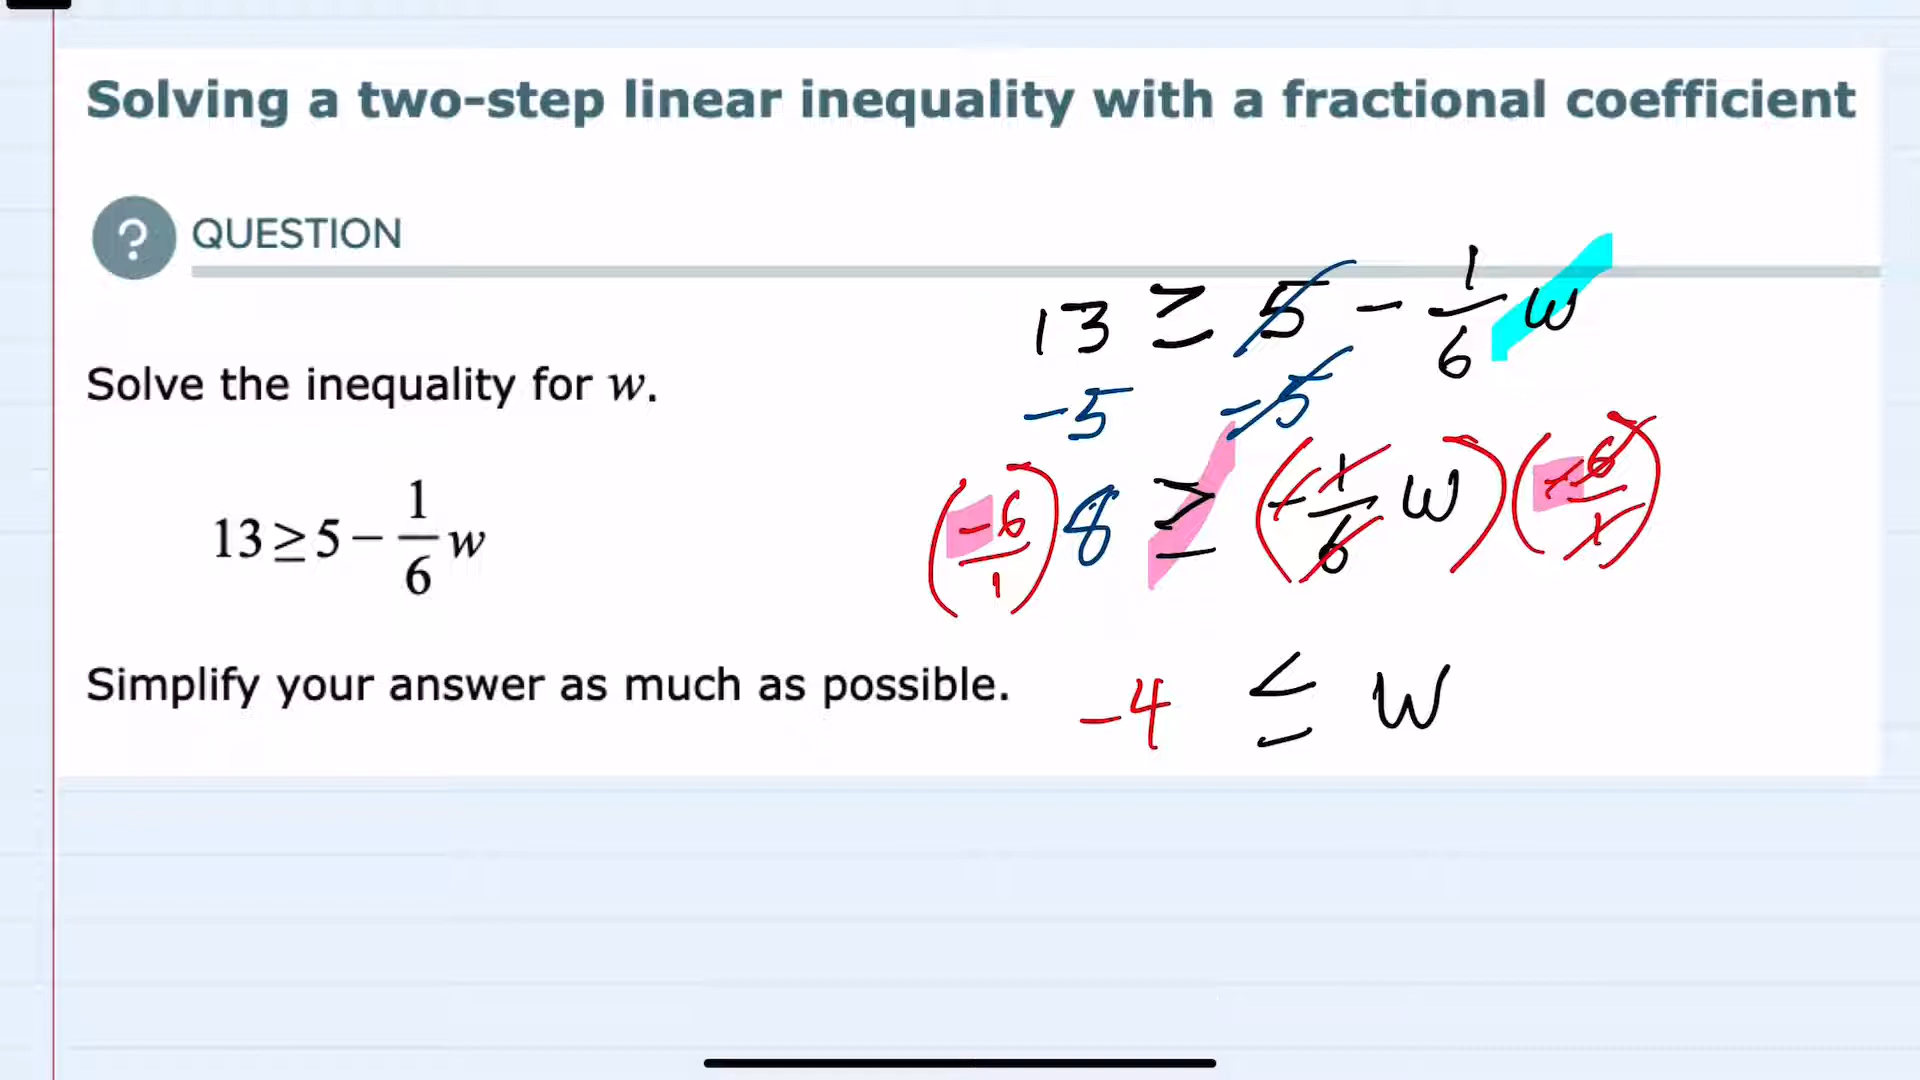 Solving a two-step linear inequality with a fractional coefficient
? QUESTION
Solve the inequality for w.
13 ≥ 5 − 1/6 w
Simplify your answer as much as possible.
13 ≥ 5 − 1/6 w
−5 −5
(−6/1) 8 ≥ (−1/6 w)(−6/1)
−4 ≤ w